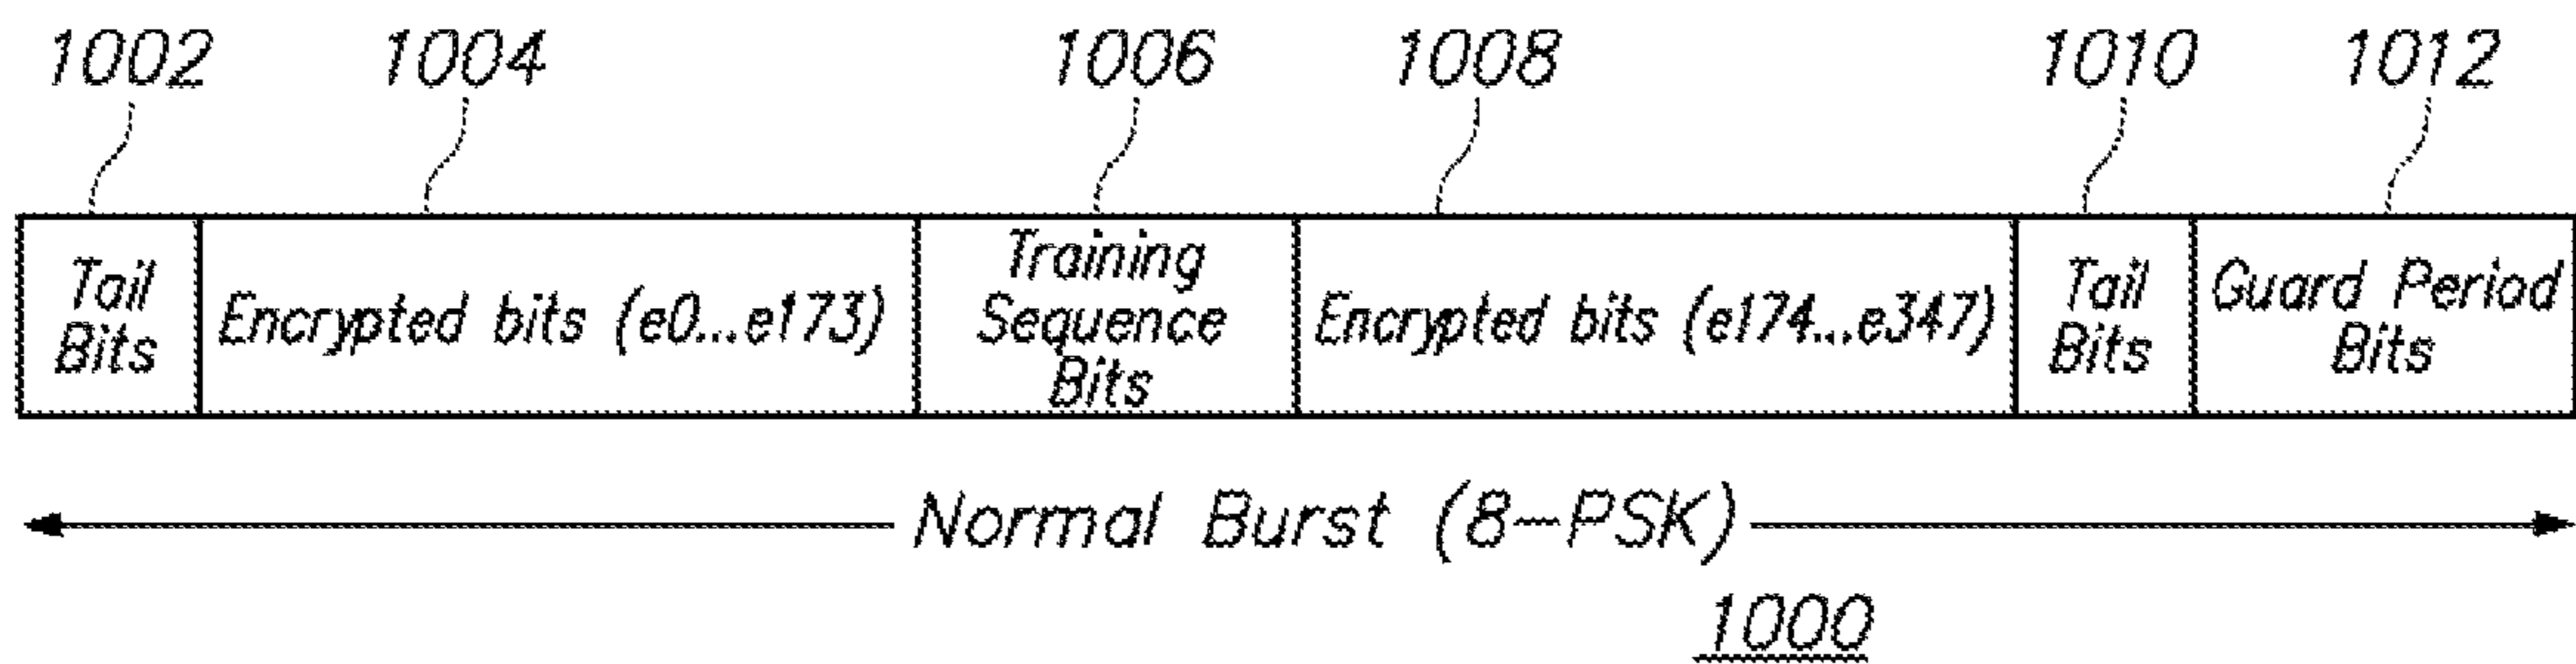 1002 1004 1006 1008 1010 1012
Tail
Bits
Encrypted bits (e0...e173)
Training
Sequence
Bits
Encrypted bits (e174...e347)
Tail
Bits
Guard Period
Bits
Normal Burst (8-PSK)
1000